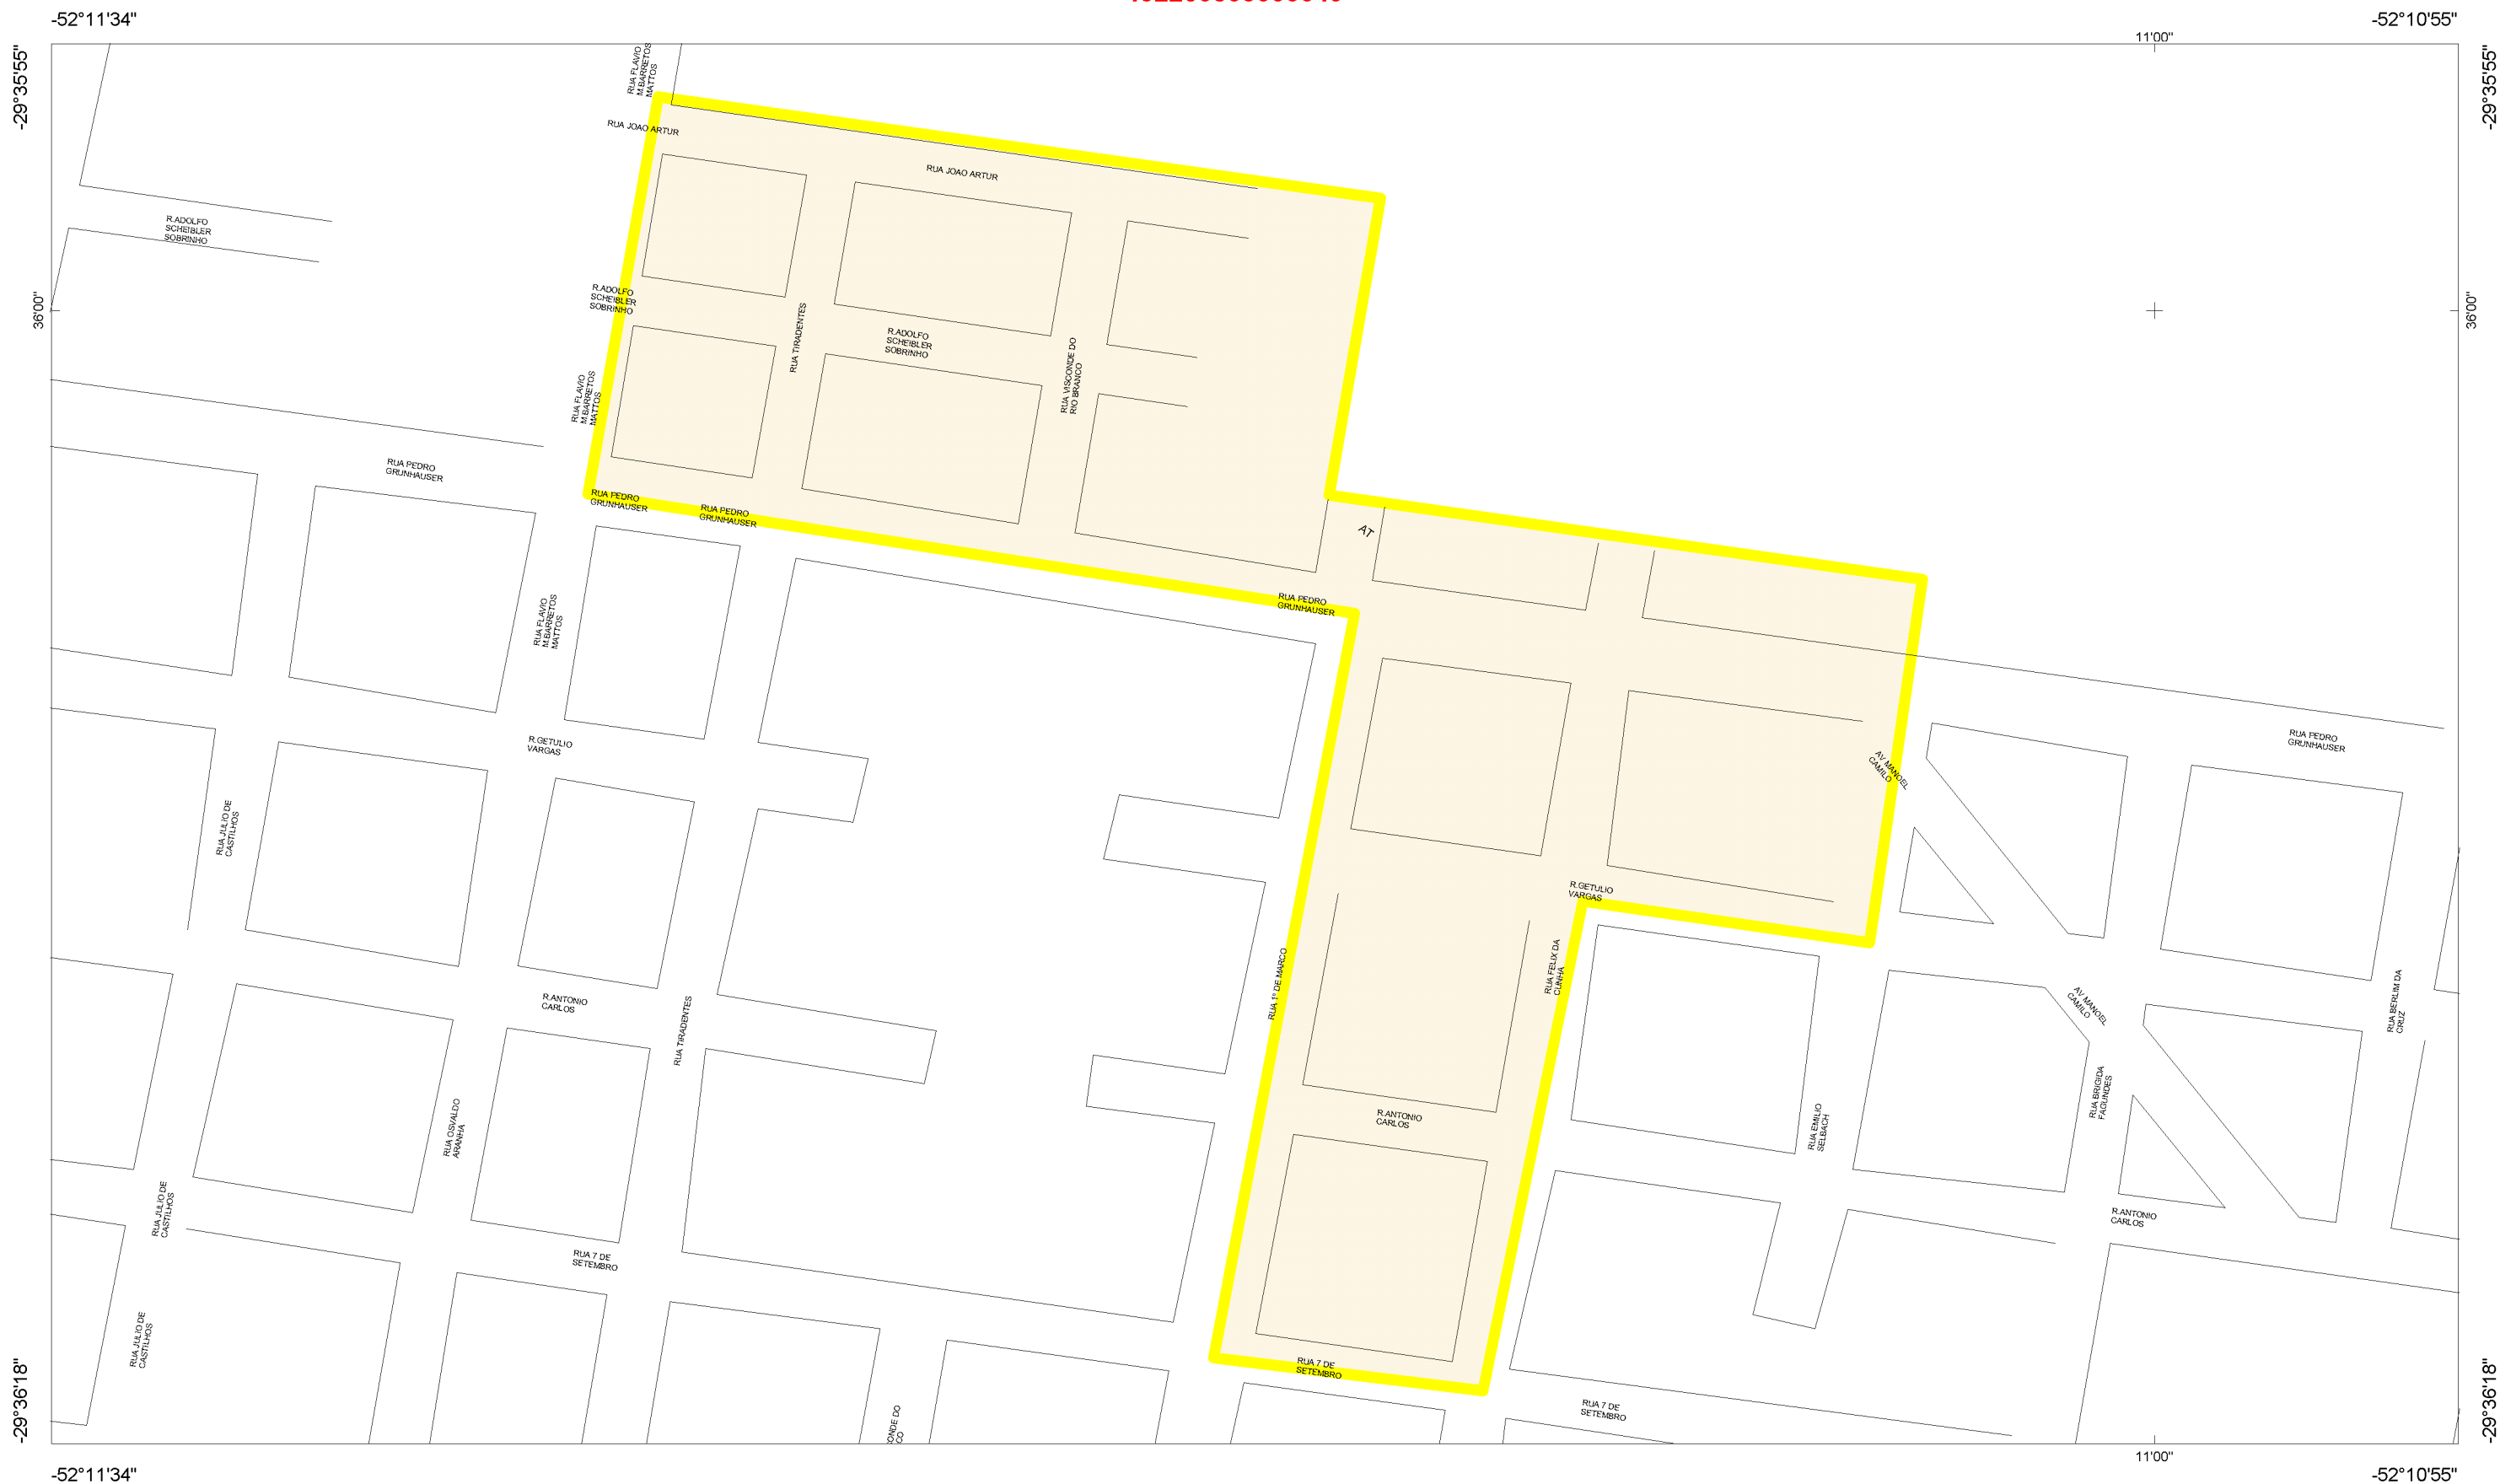 -52°11'34"
-52°10'55"
11'00"
-29°35'55"
-29°35'55"
RUA FLAVIO
M.BARRETOS
MATTOS
RUA JOAO ARTUR
RUA JOAO ARTUR
R.ADOLFO
SCHEIBLER
SOBRINHO
36'00"
36'00"
R.ADOLFO
SCHEIBLER
SOBRINHO
RUA TIRADENTES
R.ADOLFO
SCHEIBLER
SOBRINHO
RUA VISCONDE DO
RIO BRANCO
RUA FLAVIO
M.BARRETOS
MATTOS
RUA PEDRO
GRUNHAUSER
RUA PEDRO
GRUNHAUSER
RUA PEDRO
GRUNHAUSER
AT
RUA PEDRO
GRUNHAUSER
RUA FLAVIO
M.BARRETOS
MATTOS
R.GETULIO
VARGAS
RUA PEDRO
GRUNHAUSER
AV MANOEL
CAMILO
RUA JULIO DE
CASTILHOS
R.GETULIO
VARGAS
RUA 1º DE MARCO
RUA FELIX DA
CUNHA
R.ANTONIO
CARLOS
RUA TIRADENTES
AV MANOEL
CAMILO
RUA BERLIM DA
CRUZ
RUA OSVALDO
ARANHA
R.ANTONIO
CARLOS
RUA EMILIO
SELBACH
RUA BRIGIDA
FAGUNDES
RUA JULIO DE
CASTILHOS
R.ANTONIO
CARLOS
RUA 7 DE
SETEMBRO
RUA JULIO DE
CASTILHOS
RUA 7 DE
SETEMBRO
RUA 7 DE
SETEMBRO
-29°36'18"
-29°36'18"
11'00"
-52°11'34"
-52°10'55"